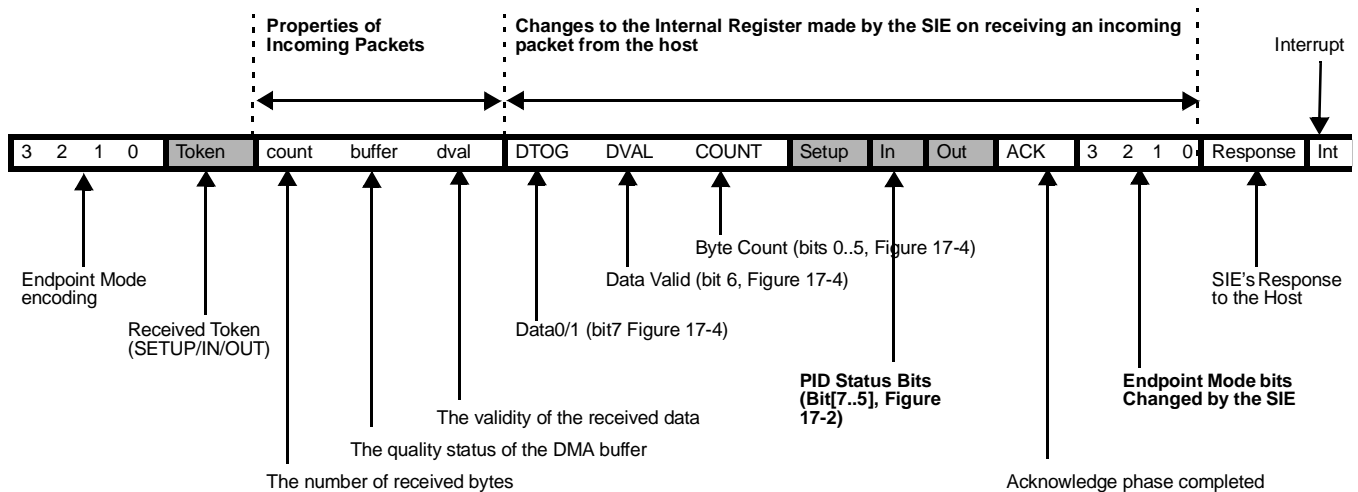 Properties of
Incoming Packets
Changes to the Internal Register made by the SIE on receiving an incoming
packet from the host
Interrupt
3 2 1 0 Token count buffer dval DTOG DVAL COUNT Setup In Out ACK 3 2 1 0 Response Int
Byte Count (bits 0..5, Figure 17-4)
Endpoint Mode
encoding
Data Valid (bit 6, Figure 17-4)
SIE's Response
to the Host
Received Token
(SETUP/IN/OUT)
Data0/1 (bit7 Figure 17-4)
PID Status Bits
(Bit[7..5], Figure
17-2)
Endpoint Mode bits
Changed by the SIE
The validity of the received data
The quality status of the DMA buffer
The number of received bytes
Acknowledge phase completed